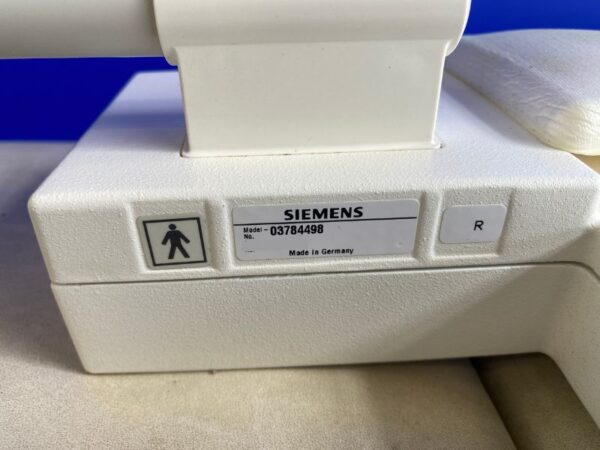 SIEMENS
Model-No. 03784498
Made in Germany
R